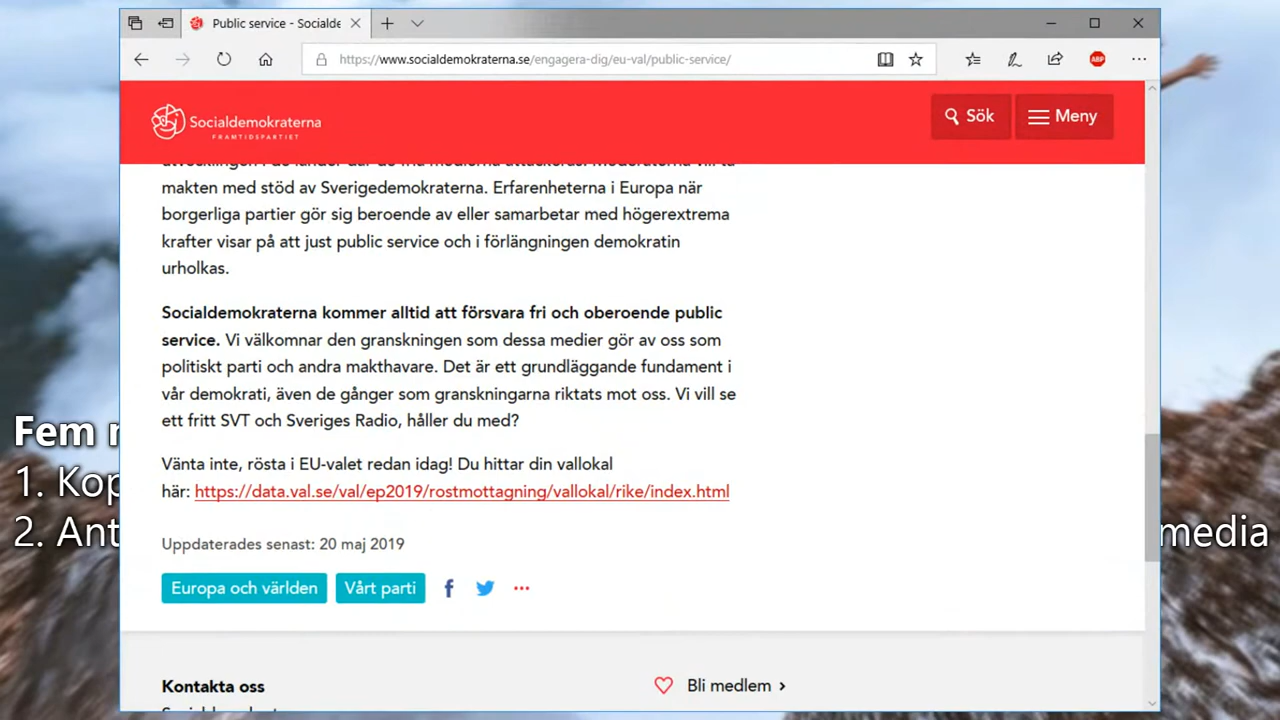 Public service - Socialde
https://www.socialdemokraterna.se/engagera-dig/eu-val/public-service/
ABP
Socialdemokraterna
FRAMTIDSPARTIET
Sök
Meny
makten med stöd av Sverigedemokraterna. Erfarenheterna i Europa när
borgerliga partier gör sig beroende av eller samarbetar med högerextrema
krafter visar på att just public service och i förlängningen demokratin
urholkas.
Socialdemokraterna kommer alltid att försvara fri och oberoende public
service. Vi välkomnar den granskningen som dessa medier gör av oss som
politiskt parti och andra makthavare. Det är ett grundläggande fundament i
vår demokrati, även de gånger som granskningarna riktats mot oss. Vi vill se
ett fritt SVT och Sveriges Radio, håller du med?
Vänta inte, rösta i EU-valet redan idag! Du hittar din vallokal
här: https://data.val.se/val/ep2019/rostmottagning/vallokal/rike/index.html
Uppdaterades senast: 20 maj 2019
Europa och världen
Vårt parti
Kontakta oss
Bli medlem
Fem
1. Kop
2. Ant
media